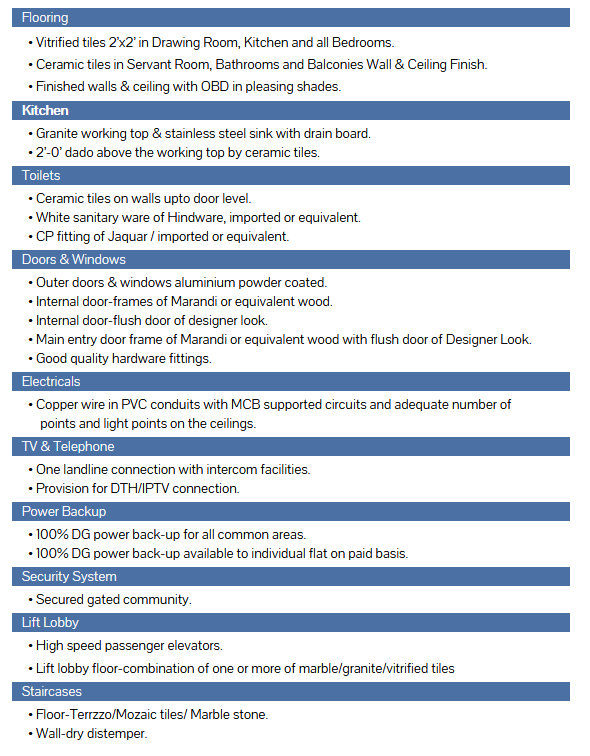 Flooring
• Vitrified tiles 2'x2' in Drawing Room, Kitchen and all Bedrooms.
• Ceramic tiles in Servant Room, Bathrooms and Balconies Wall & Ceiling Finish.
• Finished walls & ceiling with OBD in pleasing shades.
Kitchen
• Granite working top & stainless steel sink with drain board.
• 2'-0' dado above the working top by ceramic tiles.
Toilets
• Ceramic tiles on walls upto door level.
• White sanitary ware of Hindware, imported or equivalent.
• CP fitting of Jaquar / imported or equivalent.
Doors & Windows
• Outer doors & windows aluminium powder coated.
• Internal door-frames of Marandi or equivalent wood.
• Internal door-flush door of designer look.
• Main entry door frame of Marandi or equivalent wood with flush door of Designer Look.
• Good quality hardware fittings.
Electricals
• Copper wire in PVC conduits with MCB supported circuits and adequate number of
points and light points on the ceilings.
TV & Telephone
• One landline connection with intercom facilities.
• Provision for DTH/IPTV connection.
Power Backup
• 100% DG power back-up for all common areas.
• 100% DG power back-up available to individual flat on paid basis.
Security System
• Secured gated community.
Lift Lobby
• High speed passenger elevators.
• Lift lobby floor-combination of one or more of marble/granite/vitrified tiles
Staircases
• Floor-Terrzzo/Mozaic tiles/ Marble stone.
• Wall-dry distemper.